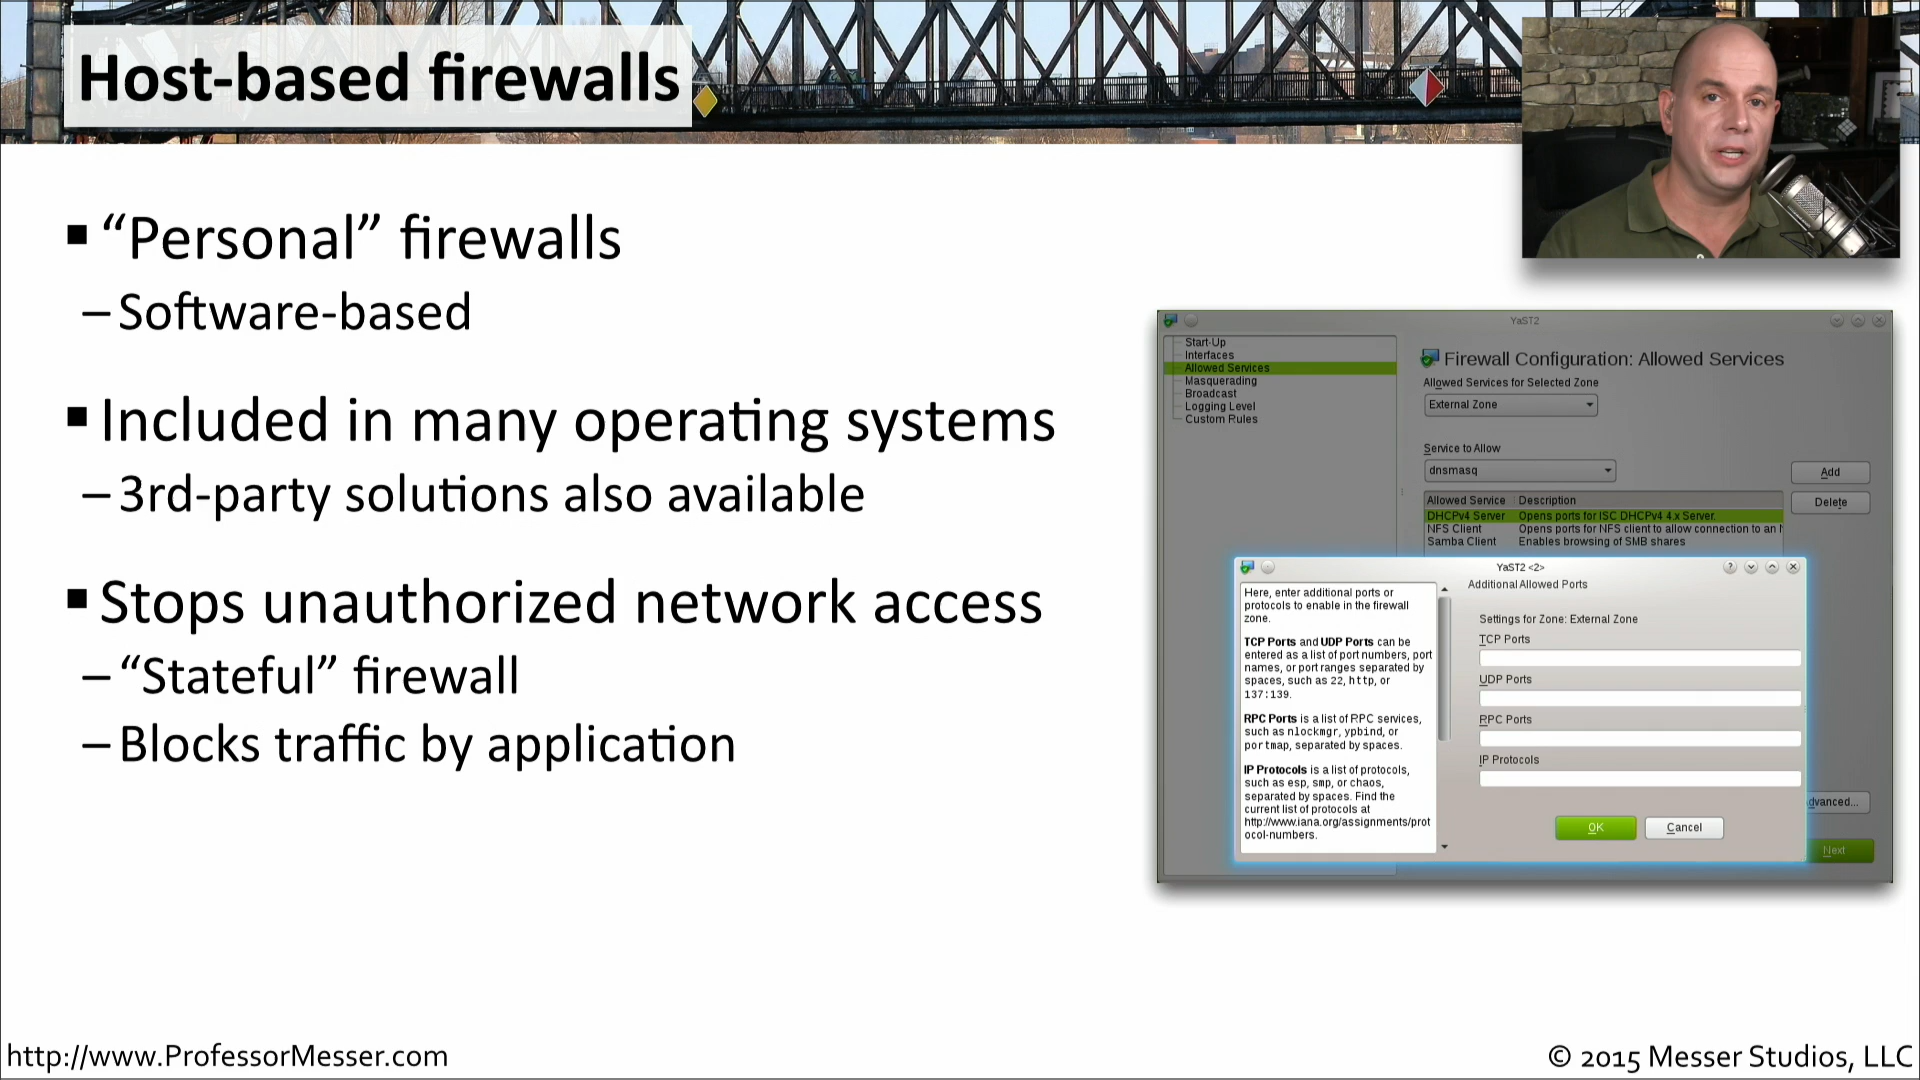 Host-based firewalls
▪ “Personal” firewalls
– Software-based
▪ Included in many operating systems
– 3rd-party solutions also available
▪ Stops unauthorized network access
– “Stateful” firewall
– Blocks traffic by application
YaST2
Start-Up
Interfaces
Allowed Services
Masquerading
Broadcast
Logging Level
Custom Rules
Firewall Configuration: Allowed Services
Allowed Services for Selected Zone
External Zone
Service to Allow
dnsmasq
Add
Allowed Service Description
Delete
DHCPv4 Server Opens ports for ISC DHCPv4 4.x Server.
NFS Client Opens ports for NFS client to allow connection to an N
Samba Client Enables browsing of SMB shares
YaST2 <2>
Here, enter additional ports or
protocols to enable in the firewall
zone.
TCP Ports and UDP Ports can be
entered as a list of port numbers, port
names, or port ranges separated by
spaces, such as 22, http, or
137:139.
RPC Ports is a list of RPC services,
such as nlockmgr, ypbind, or
portmap, separated by spaces.
IP Protocols is a list of protocols,
such as esp, smp, or chaos,
separated by spaces. Find the
current list of protocols at
http://www.iana.org/assignments/prot
ocol-numbers.
Additional Allowed Ports
Settings for Zone: External Zone
TCP Ports
UDP Ports
RPC Ports
IP Protocols
OK
Cancel
dvanced...
Next
http://www.ProfessorMesser.com
© 2015 Messer Studios, LLC